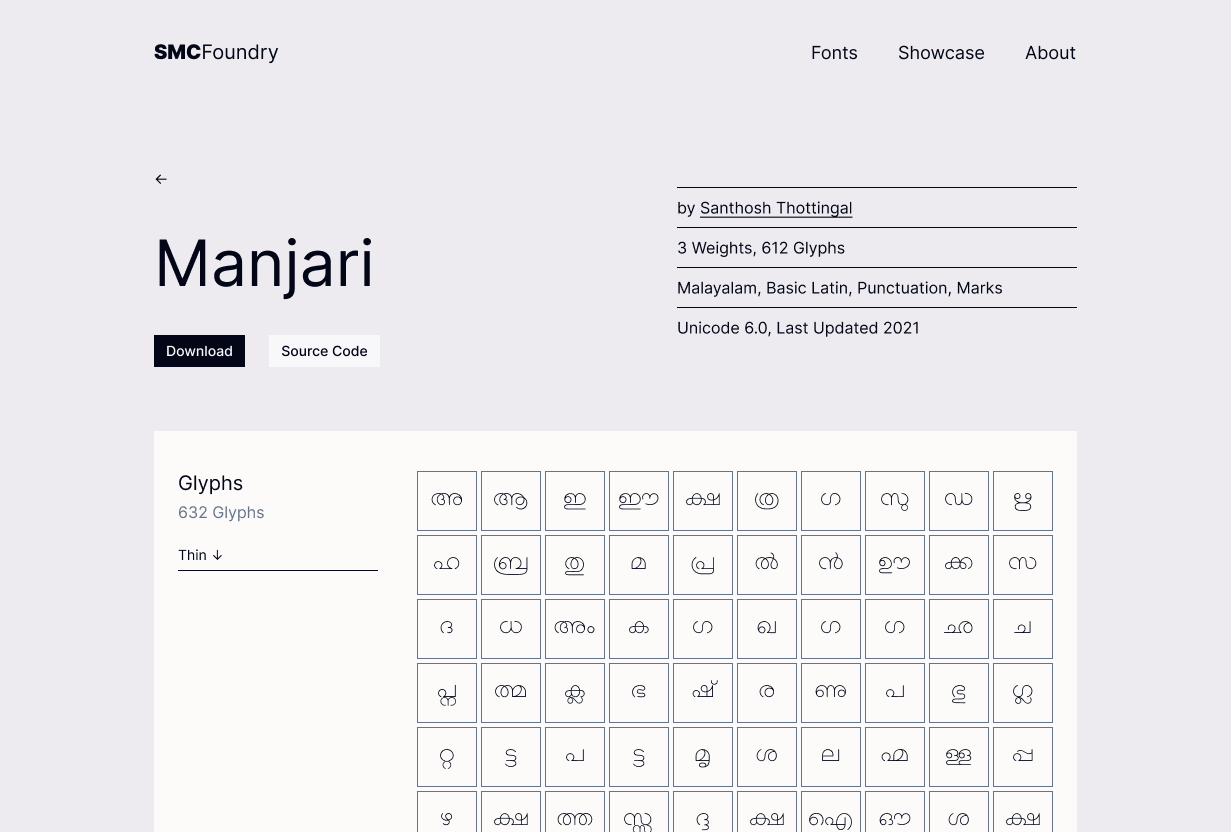 SMCFoundry
Fonts Showcase About
←
Manjari
Download Source Code
by Santhosh Thottingal
3 Weights, 612 Glyphs
Malayalam, Basic Latin, Punctuation, Marks
Unicode 6.0, Last Updated 2021
Glyphs
632 Glyphs
Thin ↓
അ ആ ഇ ഈ ക്ഷ ത്ര ഗ സു ഡ ഋ
ഹ ബ്ര തു മ പ്ര ൽ ൻ ഊ ക്ക സ
ദ ധ അം ക ഗ ഖ ഗ ഗ ഛ ച
ത്മ ക്ല ഭ ഷ് ര ണു പ ഭൂ ഗ്ല
റ്റ ട്ട പ ട്ട മൃ ശ ല ഹ്മ ള്ള പ്പ
ഴ ക്ഷ ത്ത സ്സ ദ്ദ ക്ഷ ഐ ഔ ശ ക്ഷ